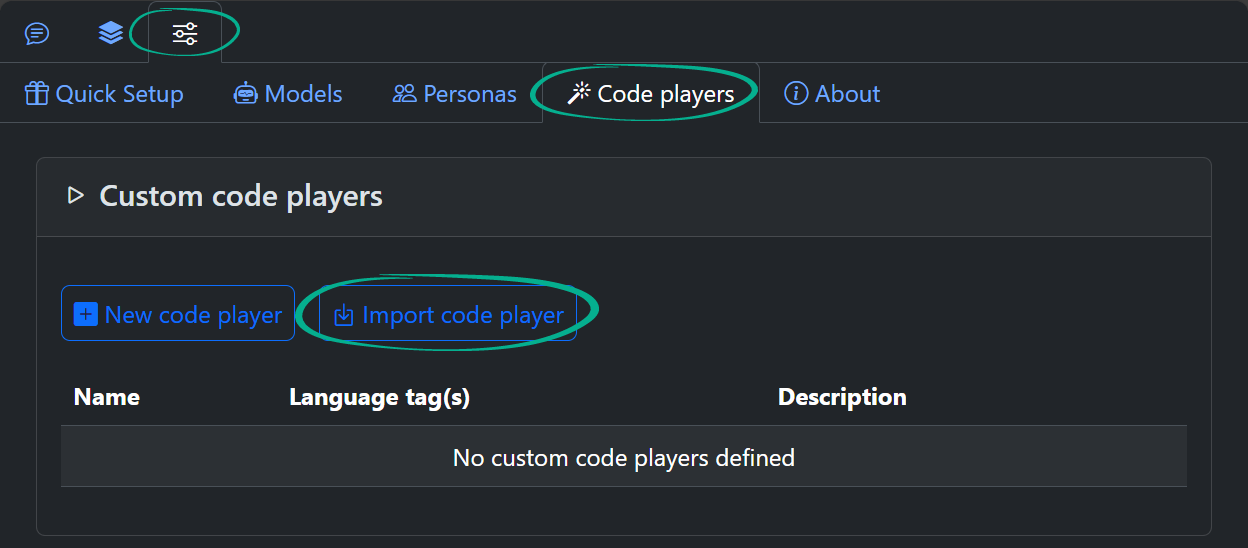 Quick Setup Models Personas Code players About
Custom code players
New code player Import code player
Name Language tag(s) Description
No custom code players defined